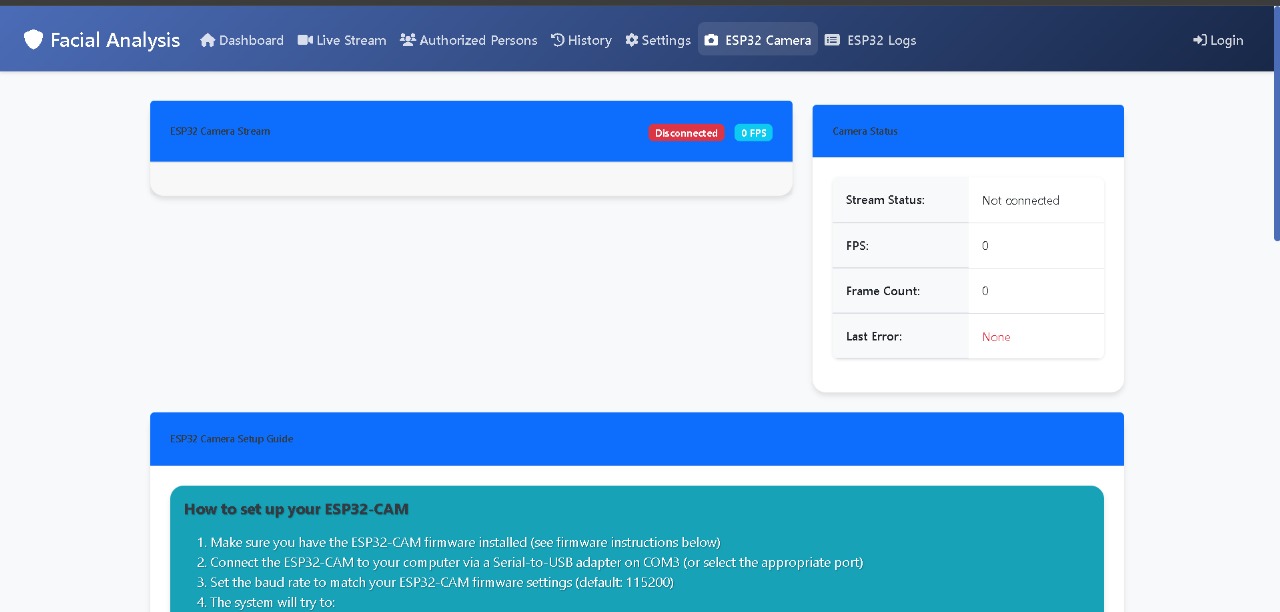 Facial Analysis Dashboard Live Stream Authorized Persons History Settings ESP32 Camera ESP32 Logs Login
ESP32 Camera Stream Disconnected 0 FPS
Camera Status
Stream Status: Not connected
FPS: 0
Frame Count: 0
Last Error: None
ESP32 Camera Setup Guide
How to set up your ESP32-CAM
1. Make sure you have the ESP32-CAM firmware installed (see firmware instructions below)
2. Connect the ESP32-CAM to your computer via a Serial-to-USB adapter on COM3 (or select the appropriate port)
3. Set the baud rate to match your ESP32-CAM firmware settings (default: 115200)
4. The system will try to: